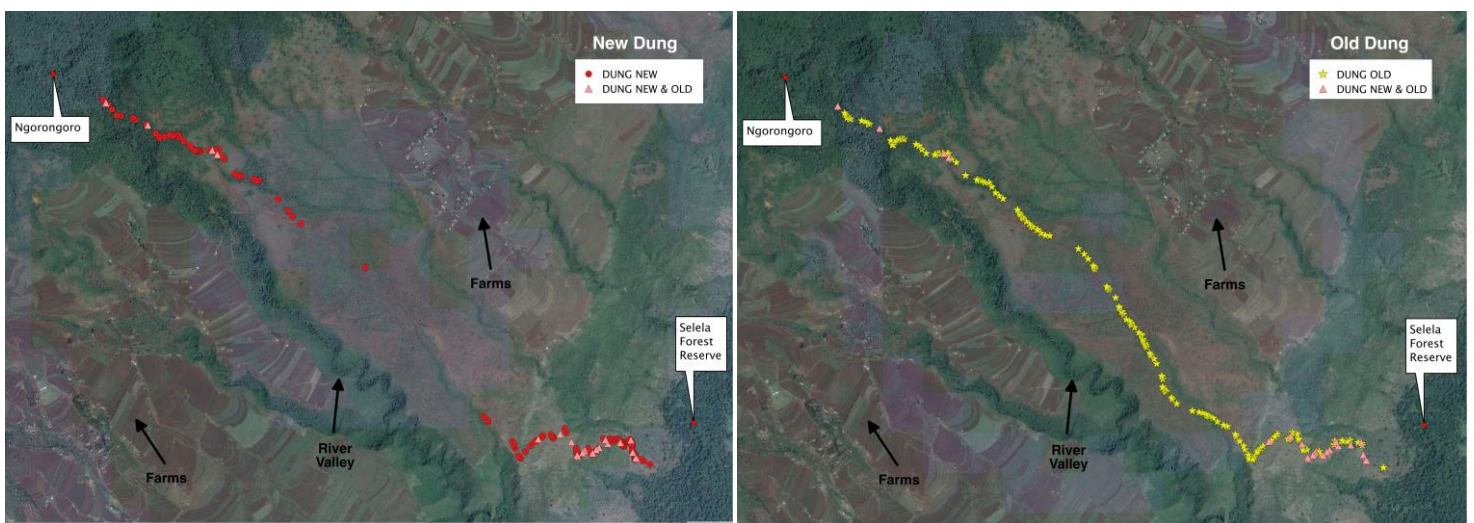 New Dung
DUNG NEW
DUNG NEW & OLD
Ngorongoro
Farms
Selela
Forest
Reserve
River
Valley
Farms
Old Dung
DUNG OLD
DUNG NEW & OLD
Ngorongoro
Farms
Selela
Forest
Reserve
River
Valley
Farms